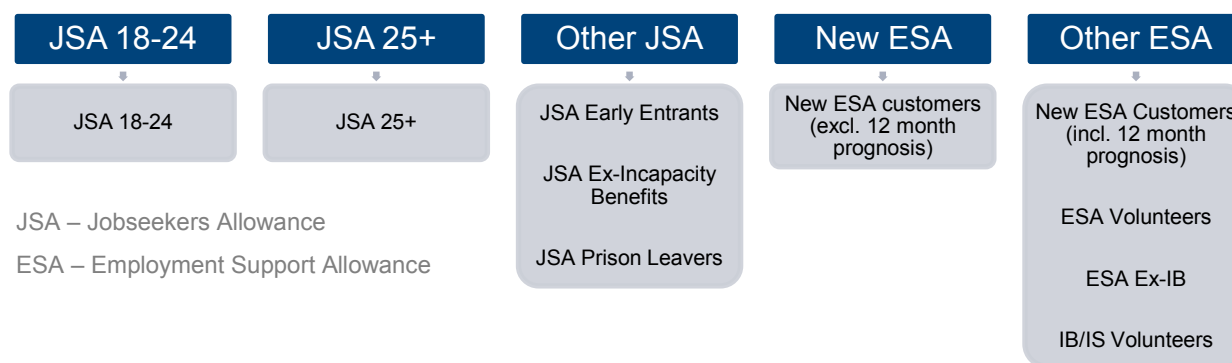 JSA 18-24
JSA 25+
Other JSA
New ESA
Other ESA
JSA 18-24
JSA 25+
JSA Early Entrants
JSA Ex-Incapacity
Benefits
JSA Prison Leavers
New ESA customers
(excl. 12 month
prognosis)
New ESA Customers
(incl. 12 month
prognosis)
ESA Volunteers
ESA Ex-IB
IB/IS Volunteers
JSA – Jobseekers Allowance
ESA – Employment Support Allowance